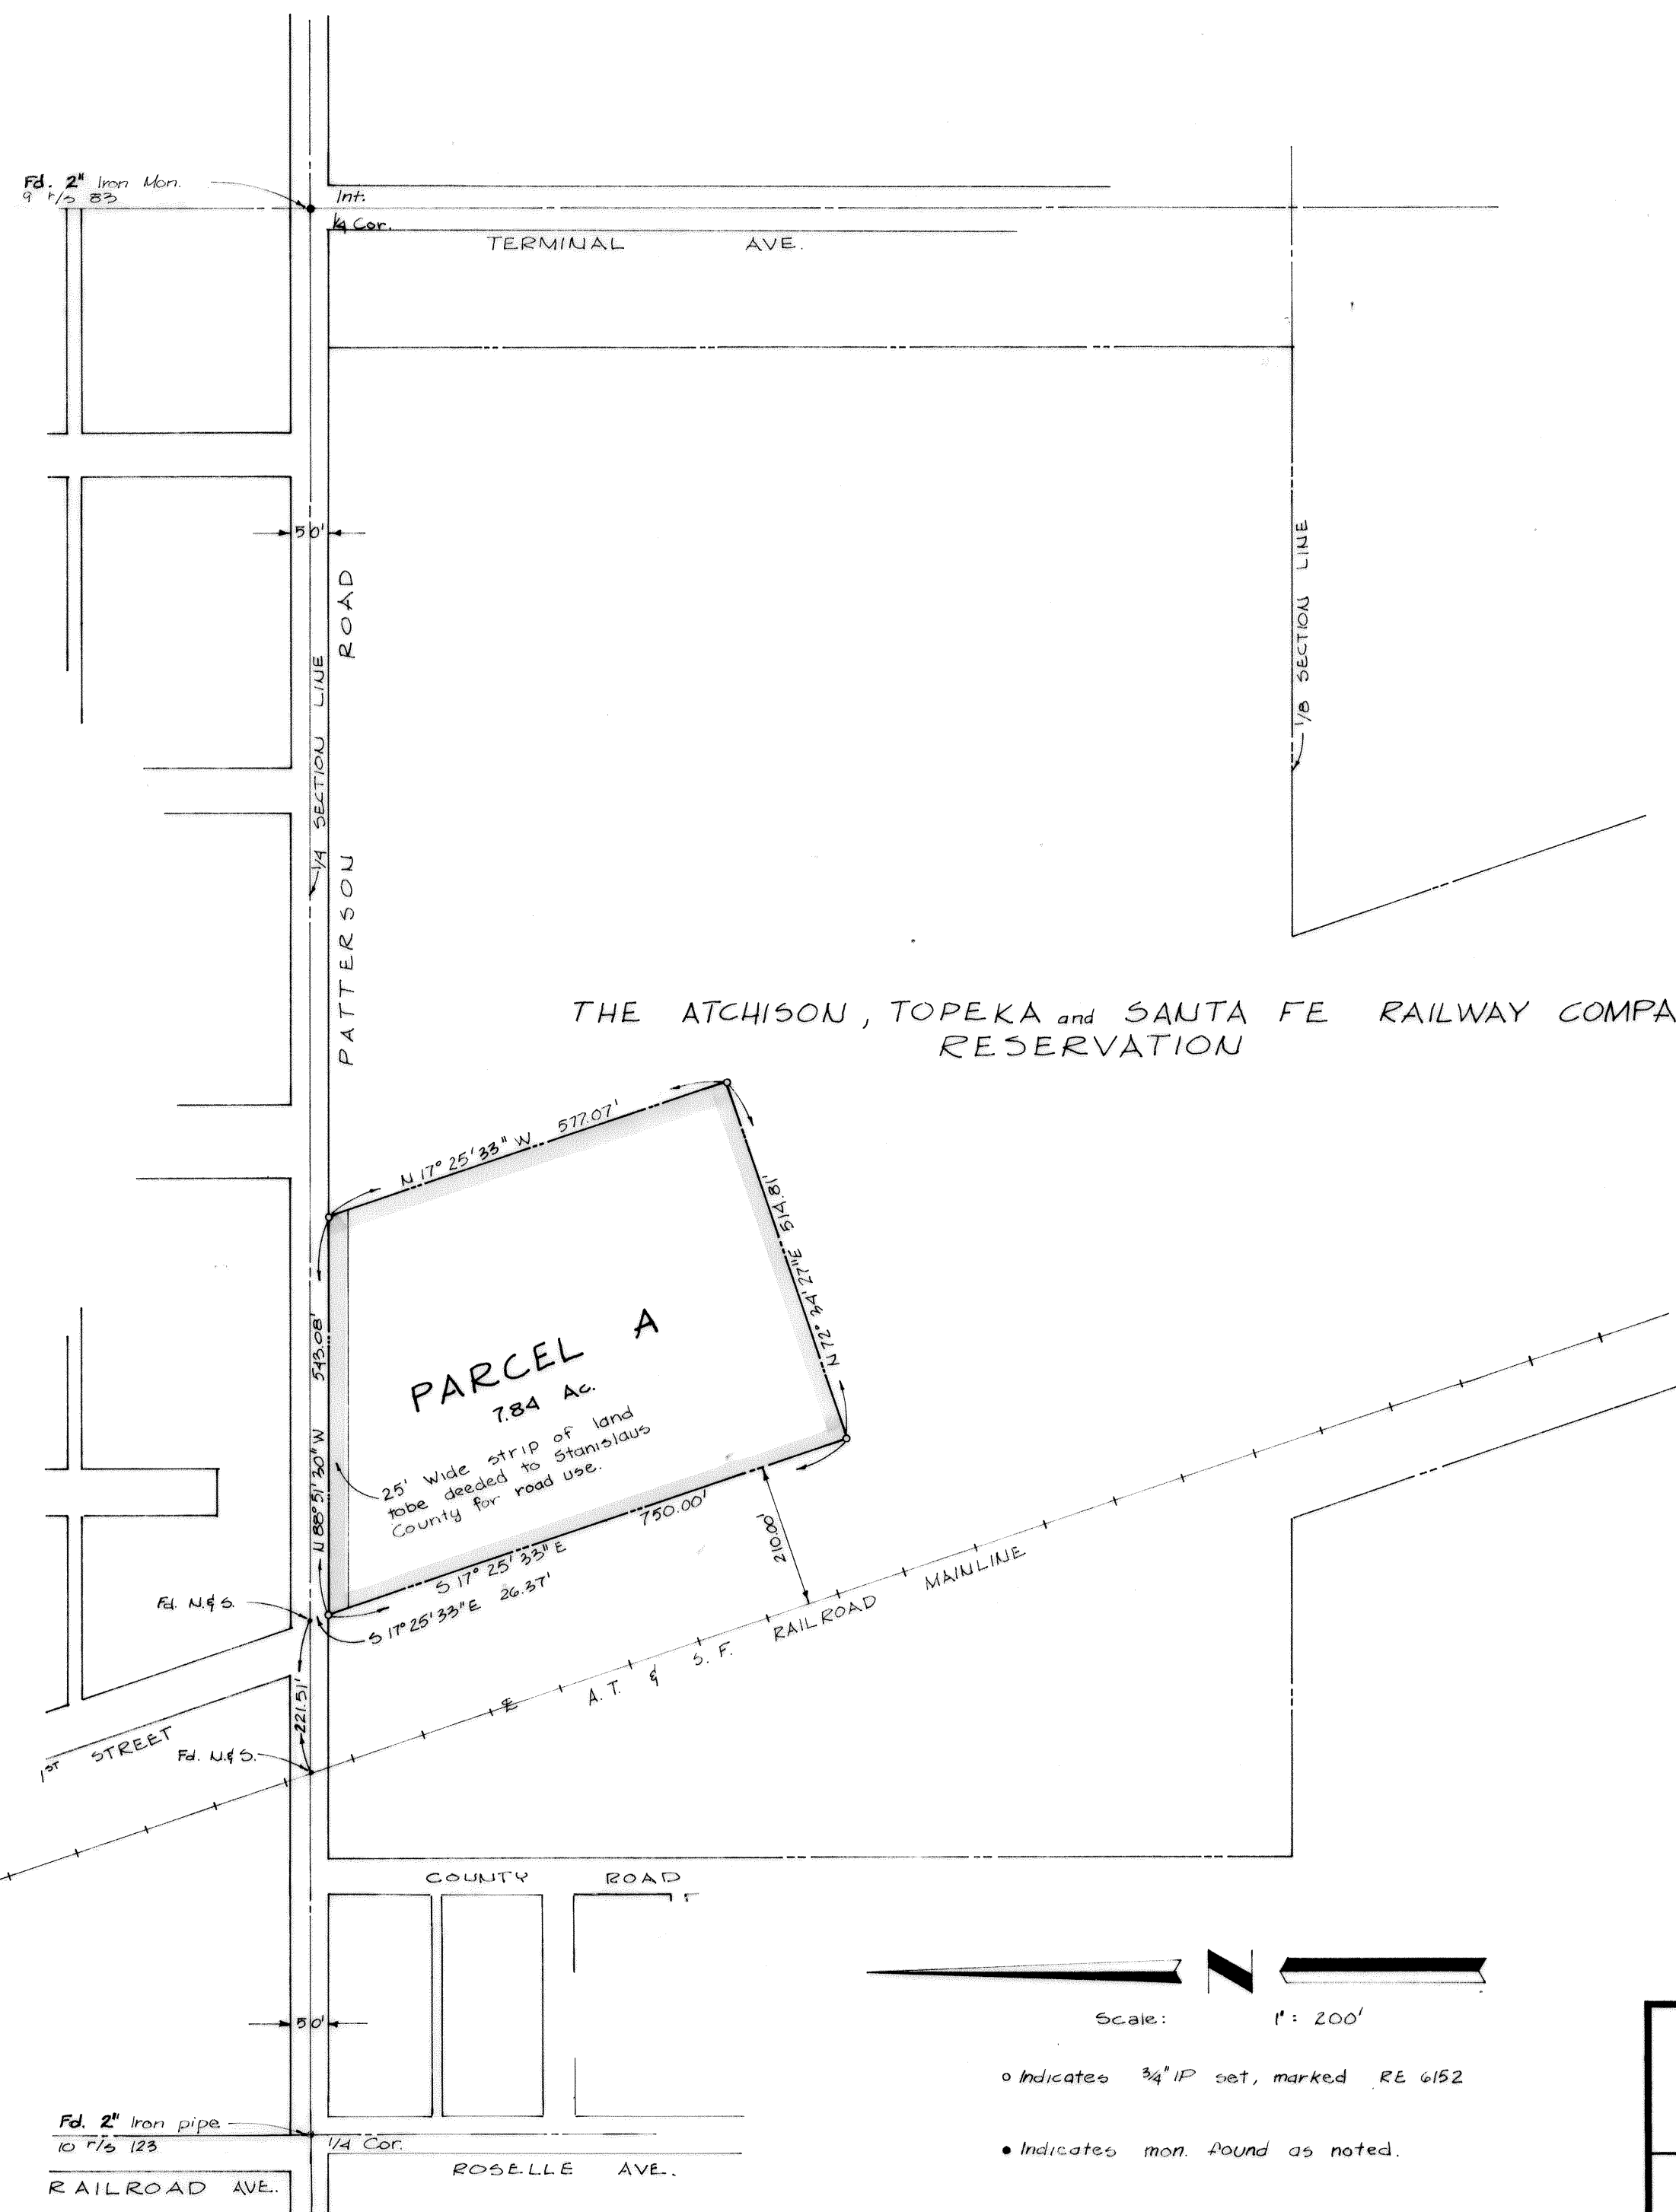 Fd. 2" Iron Mon.
9 r/s 83
Int.
1/4 Cor.
TERMINAL AVE.
50'
PATTERSON ROAD
1/4 SECTION LINE
1/8 SECTION LINE
THE ATCHISON, TOPEKA and SANTA FE RAILWAY COMPA
RESERVATION
N 17° 25' 33" W 577.07'
N 72° 34' 27" E 514.81'
N 88° 51' 30" W 543.08'
PARCEL A
7.84 Ac.
25' Wide strip of land
tobe deeded to Stanislaus
County for road use.
S 17° 25' 33" E 750.00'
S 17° 25' 33" E 26.37'
210.00'
Fd. N.& S.
221.51'
Fd. N.& S.
1ST STREET
℄ A.T. & S.F. RAILROAD MAINLINE
COUNTY ROAD
N
Scale: 1": 200'
50'
o Indicates 3/4" IP set, marked RE 6152
Fd. 2" Iron pipe
10 r/s 123
1/4 Cor.
● Indicates mon. found as noted.
ROSELLE AVE.
RAILROAD AVE.